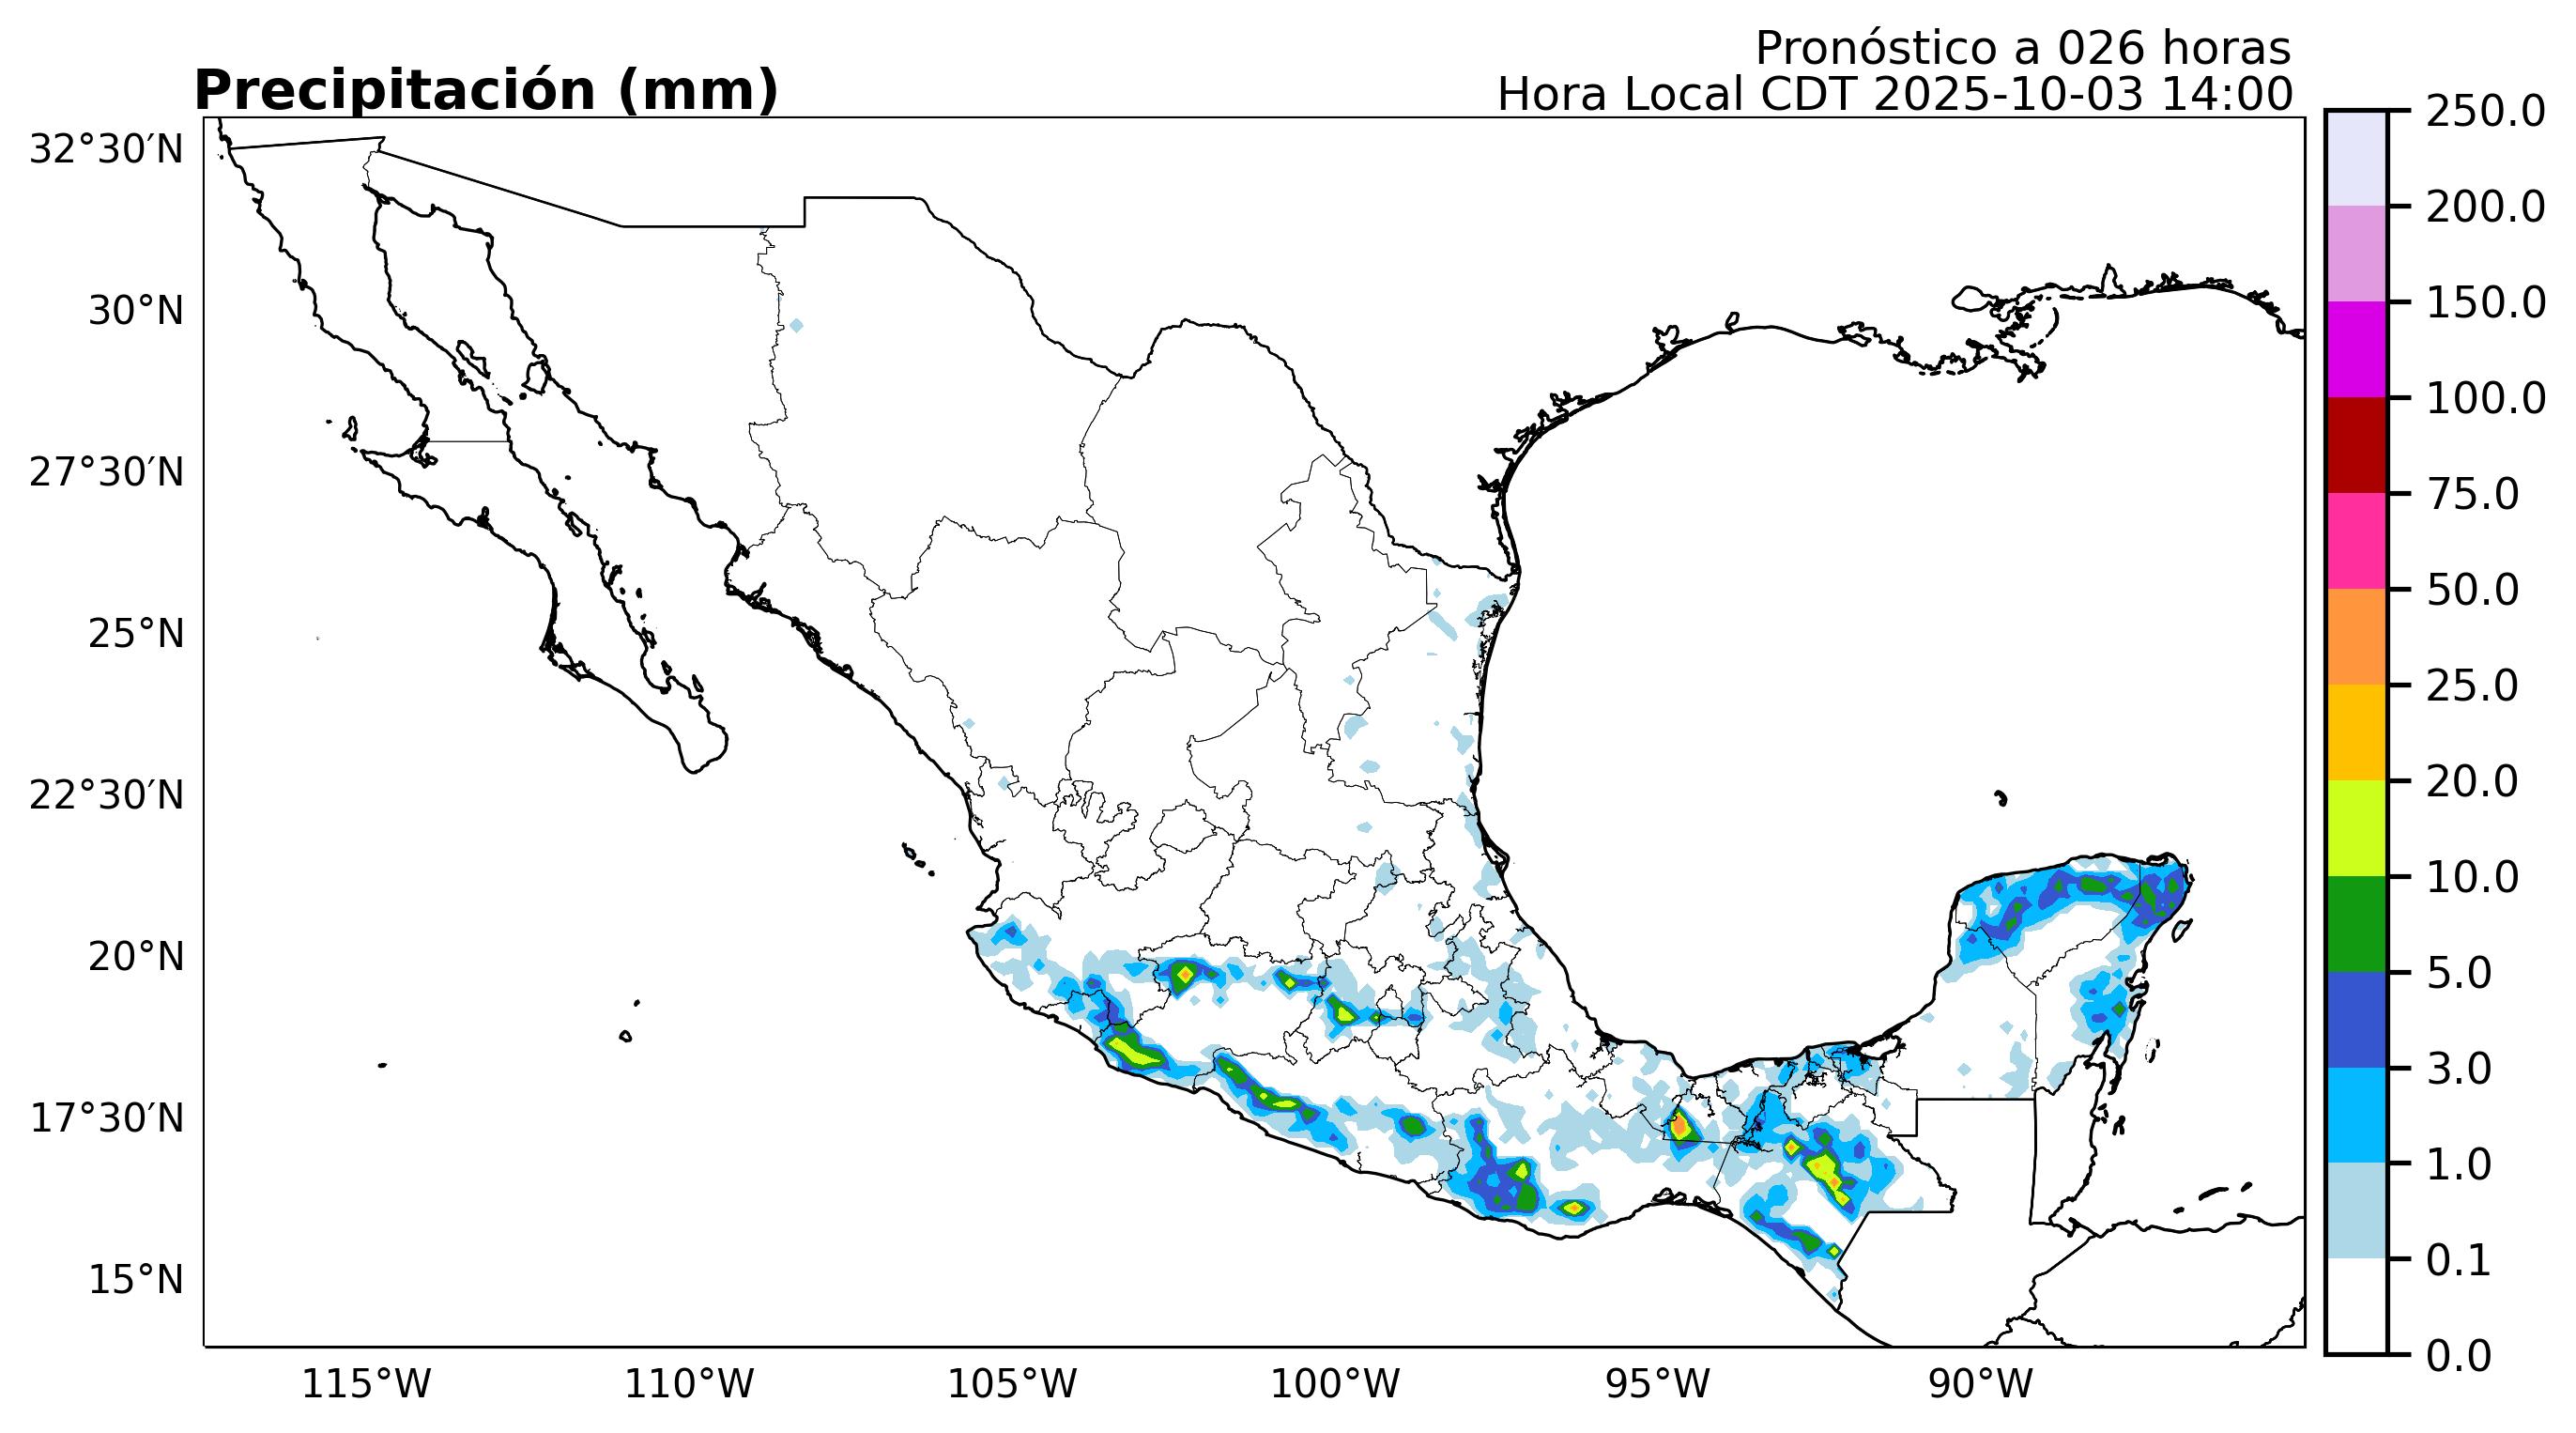 Pronóstico a 026 horas
Precipitación (mm)
Hora Local CDT 2025-10-03 14:00
32°30′N
30°N
27°30′N
25°N
22°30′N
20°N
17°30′N
15°N
115°W
110°W
105°W
100°W
95°W
90°W
250.0
200.0
150.0
100.0
75.0
50.0
25.0
20.0
10.0
5.0
3.0
1.0
0.1
0.0